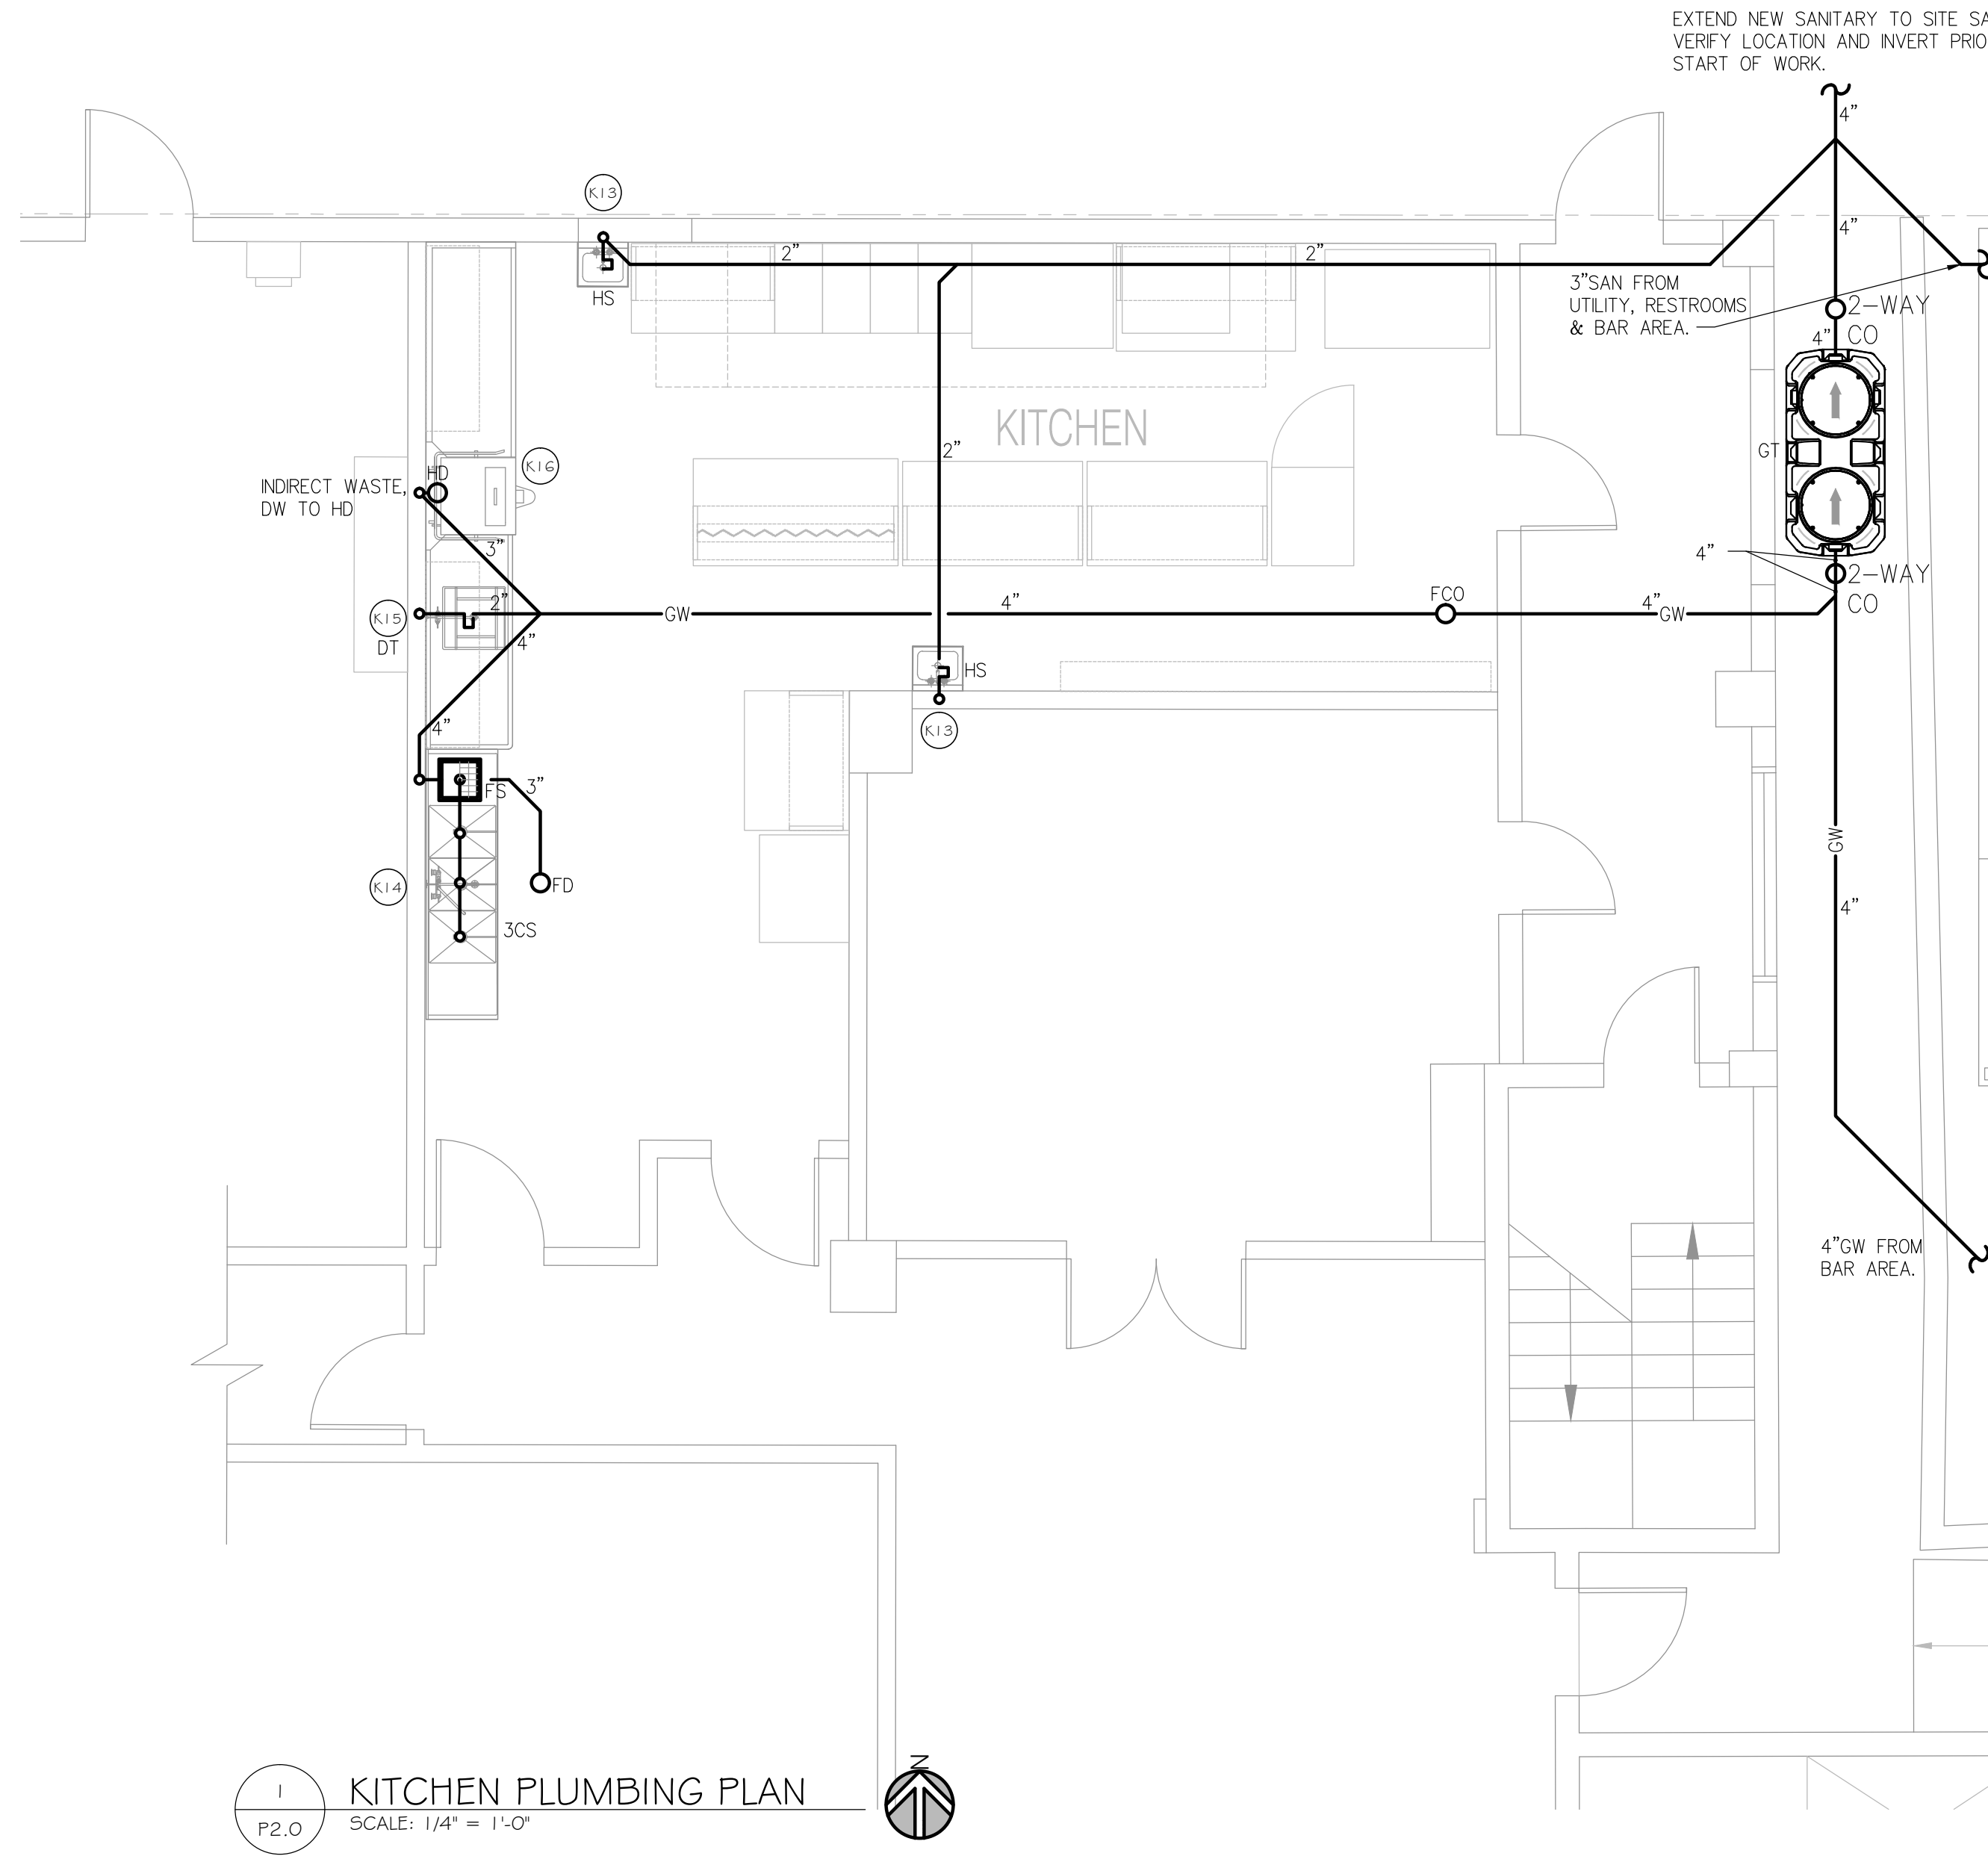 EXTEND NEW SANITARY TO SITE SA
VERIFY LOCATION AND INVERT PRIO
START OF WORK.
4"
K13
4"
2"
2"
3"SAN FROM
UTILITY, RESTROOMS
& BAR AREA.
HS
2-WAY
CO
4"
KITCHEN
2"
GT
K16
HD
INDIRECT WASTE,
DW TO HD
3"
4"
2-WAY
CO
FCO
2"
4"
4"
GW
GW
K15
DT
4"
HS
4"
K13
3"
FS
GW
K14
FD
4"
3CS
4"GW FROM
BAR AREA.
N
1
KITCHEN PLUMBING PLAN
P2.0
SCALE: 1/4" = 1'-0"